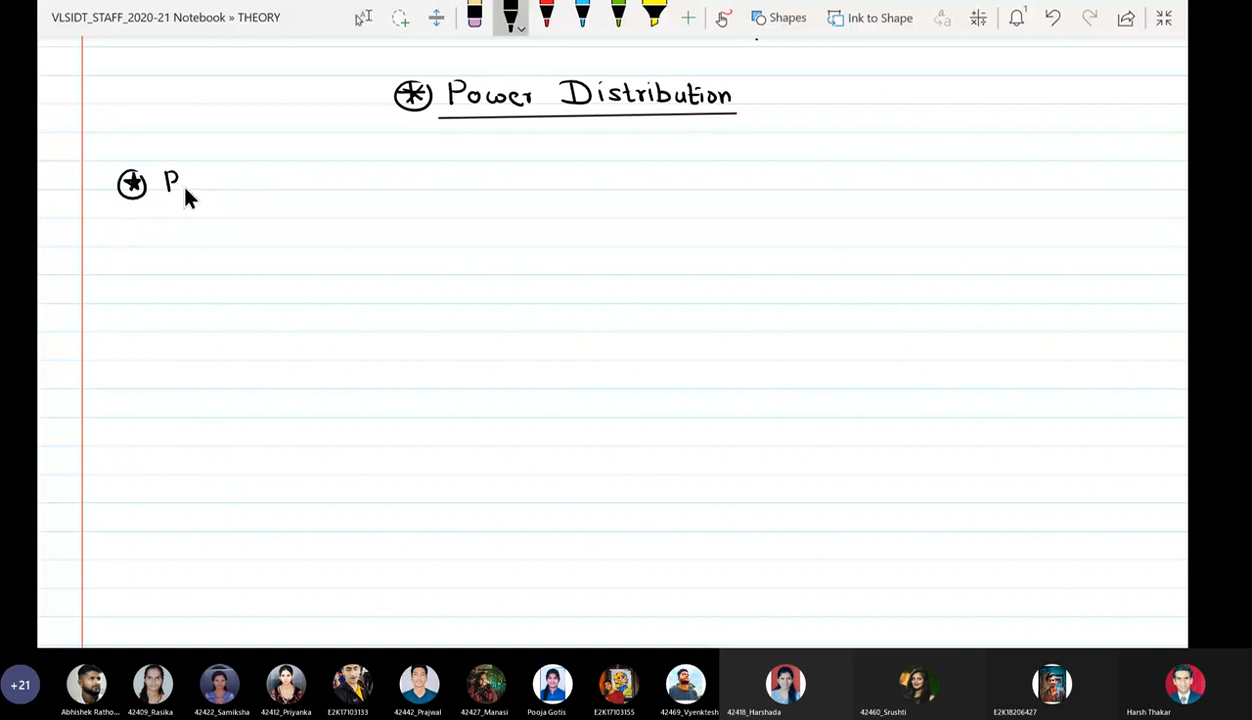 VLSIDT_STAFF_2020-21 Notebook » THEORY
Shapes
Ink to Shape
Power Distribution
P
+21
Abhishek Ratho...
42409_Rasika
42422_Samiksha
42412_Priyanka
E2K17103133
42442_Prajwal
42427_Manasi
Pooja Gotis
E2K17103155
42469_Vyenktesh
42418_Harshada
42460_Srushti
E2K18206427
Harsh Thakar